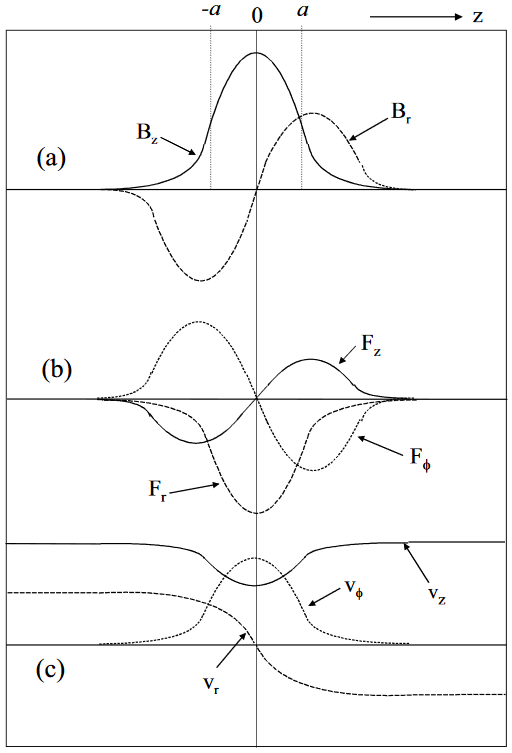 -a 0 a z
B_z B_r
(a)
F_z
(b)
F_r F_ϕ
v_ϕ v_z
(c) v_r